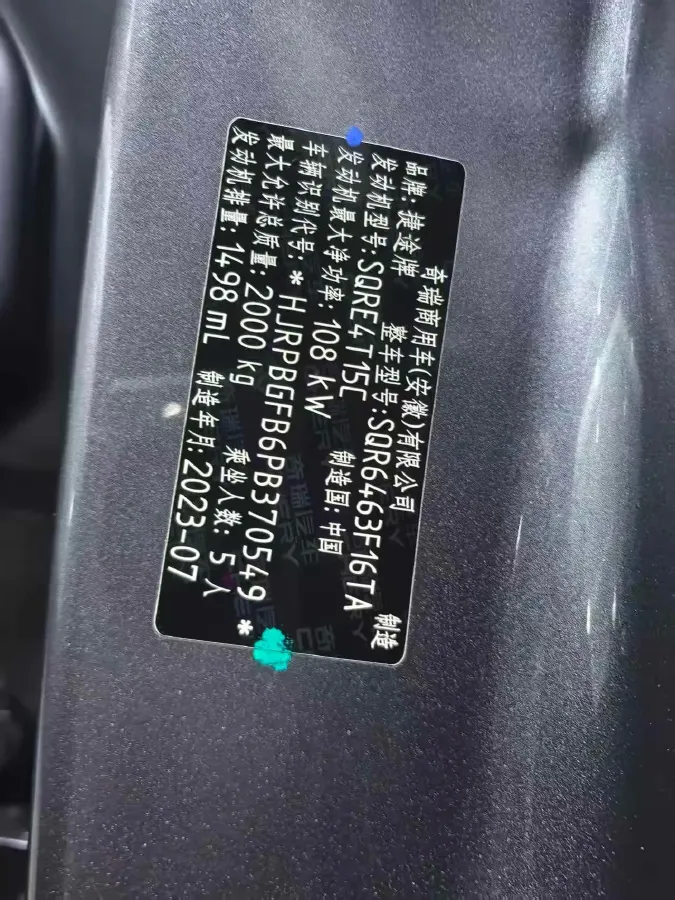 奇瑞商用车(安徽)有限公司 制造
品牌: 捷途牌 整车型号:SQR6463F16TA
发动机型号:SQRE4T15C
发动机最大净功率: 108 kW 制造国: 中国
车辆识别代号: * HJRPBGFB6PB370549 *
最大允许总质量: 2000 kg 乘坐人数: 5 人
发动机排量: 1498 mL 制造年月: 2023-07